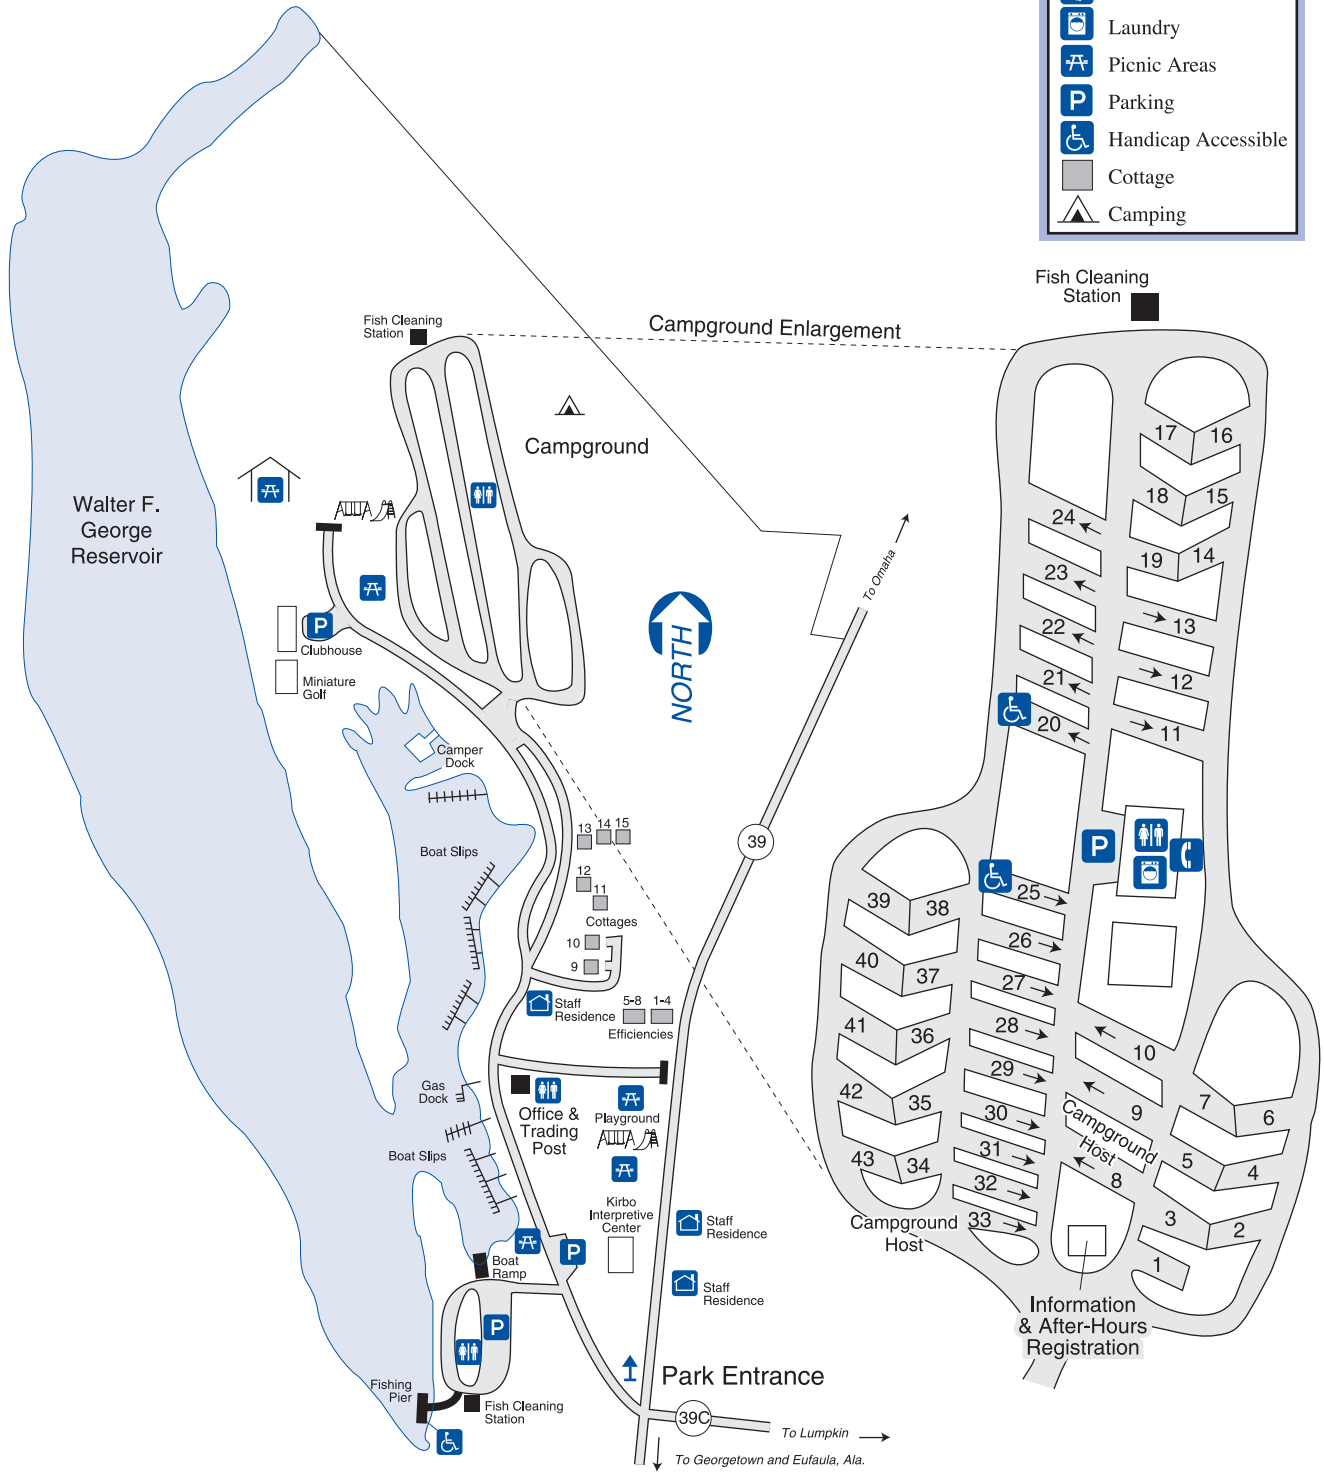 Laundry
Picnic Areas
P
Parking
Handicap Accessible
Cottage
Camping
Fish Cleaning
Station
Campground Enlargement
Fish Cleaning
Station
Campground
Walter F.
George
Reservoir
To Omaha
P
Clubhouse
Miniature
Golf
NORTH
Camper
Dock
Boat Slips
13
14
15
12
11
Cottages
10
9
39
Staff
Residence
5-8
1-4
Efficiencies
Gas
Dock
Office &
Trading
Post
Playground
Boat Slips
Kirbo
Interpretive
Center
Staff
Residence
Staff
Residence
P
Boat
Ramp
P
Fishing
Pier
Fish Cleaning
Station
Park Entrance
39C
To Lumpkin
To Georgetown and Eufaula, Ala.
17
16
18
15
24
19
14
23
13
22
12
21
11
20
P
25
39
38
26
40
37
27
41
36
28
10
29
42
35
30
9
7
6
Campground
Host
31
43
34
5
4
32
8
33
3
2
1
Campground
Host
Information
& After-Hours
Registration